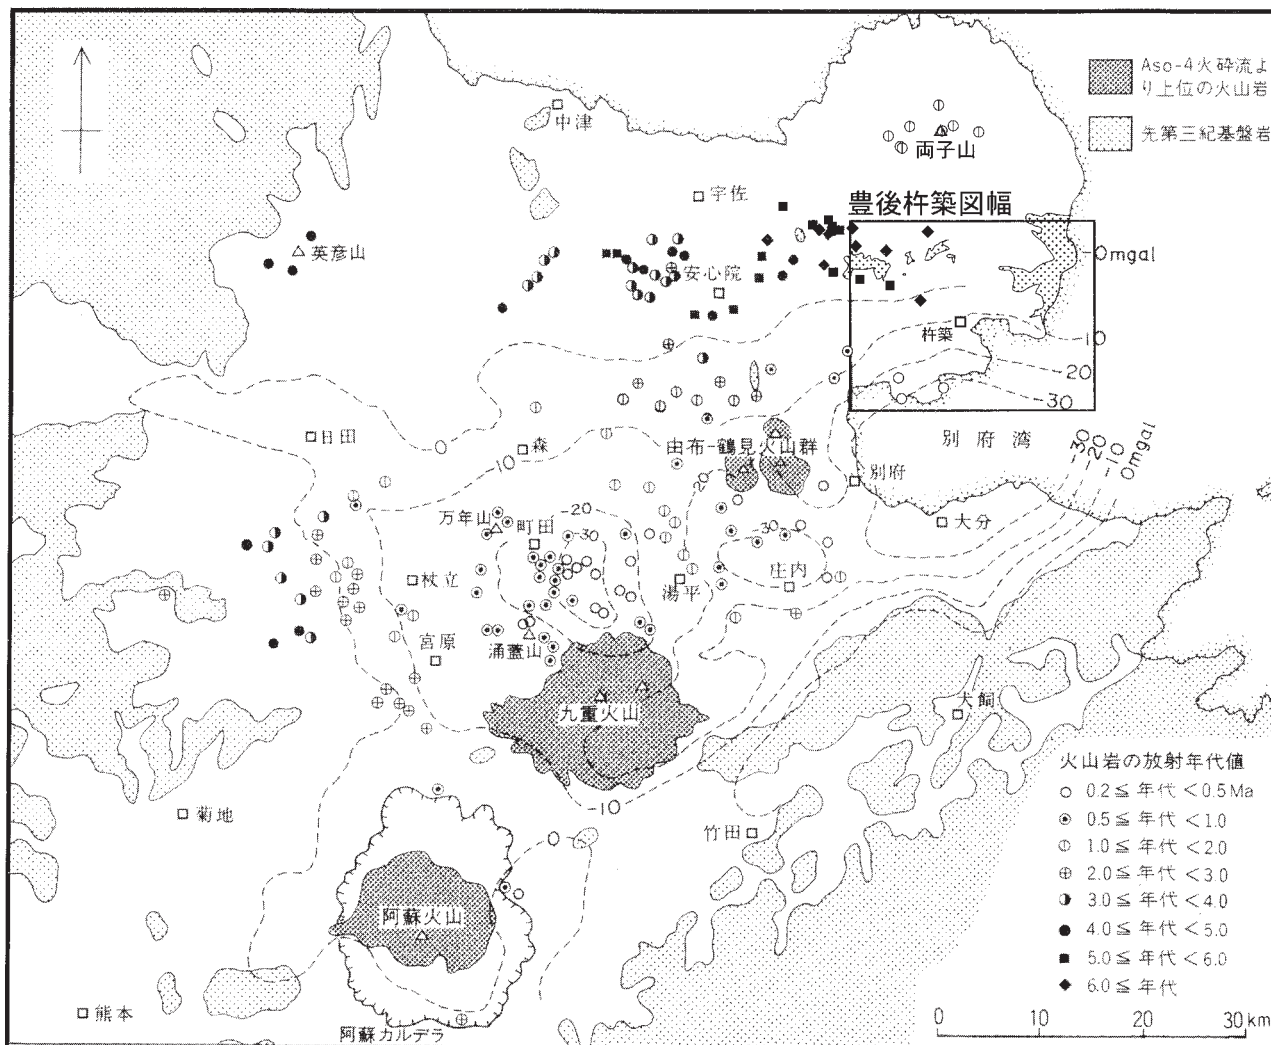 Aso-4火砕流よ
り上位の火山岩
先第三紀基盤岩
中津
両子山
宇佐
豊後杵築図幅
英彦山
0mgal
安心院
杵築
10
20
30
日田
0
森
10
由布-鶴見火山群
別府湾
別府
-30
-20
-10
0mgal
万年山
町田
-20
-30
大分
-30
庄内
湯平
杖立
宮原
涌蓋山
九重火山
犬飼
-10
0
菊地
竹田
阿蘇火山
熊本
阿蘇カルデラ
火山岩の放射年代値
0.2≦年代<0.5Ma
0.5≦年代<1.0
1.0≦年代<2.0
2.0≦年代<3.0
3.0≦年代<4.0
4.0≦年代<5.0
5.0≦年代<6.0
6.0≦年代
0 10 20 30km